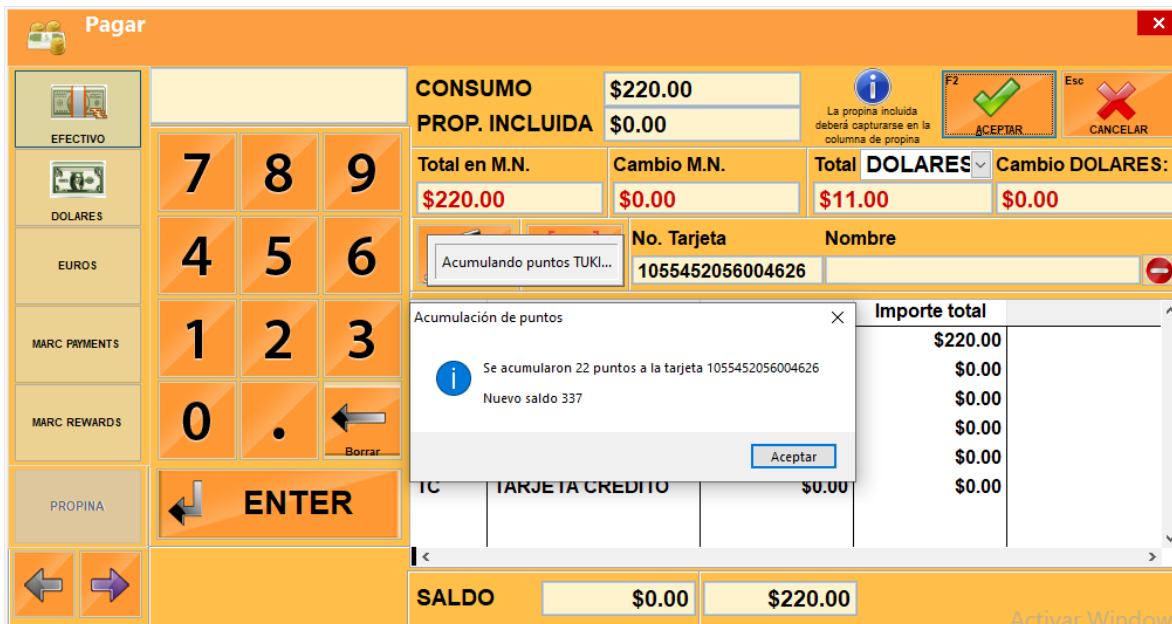 Pagar
EFECTIVO
DOLARES
EUROS
MARC PAYMENTS
MARC REWARDS
PROPINA
7 8 9
4 5 6
1 2 3
0 .
Borrar
ENTER
CONSUMO $220.00
PROP. INCLUIDA $0.00
La propina incluida
deberá capturarse en la
columna de propina
F2
ACEPTAR
Esc
CANCELAR
Total en M.N. Cambio M.N. Total DOLARES Cambio DOLARES:
$220.00 $0.00 $11.00 $0.00
Acumulando puntos TUKI...
No. Tarjeta Nombre
1055452056004626
Acumulación de puntos
Se acumularon 22 puntos a la tarjeta 1055452056004626
Nuevo saldo 337
Aceptar
Importe total
$220.00
$0.00
$0.00
$0.00
$0.00
TC TARJETA CREDITO $0.00 $0.00
SALDO $0.00 $220.00
Activar Window